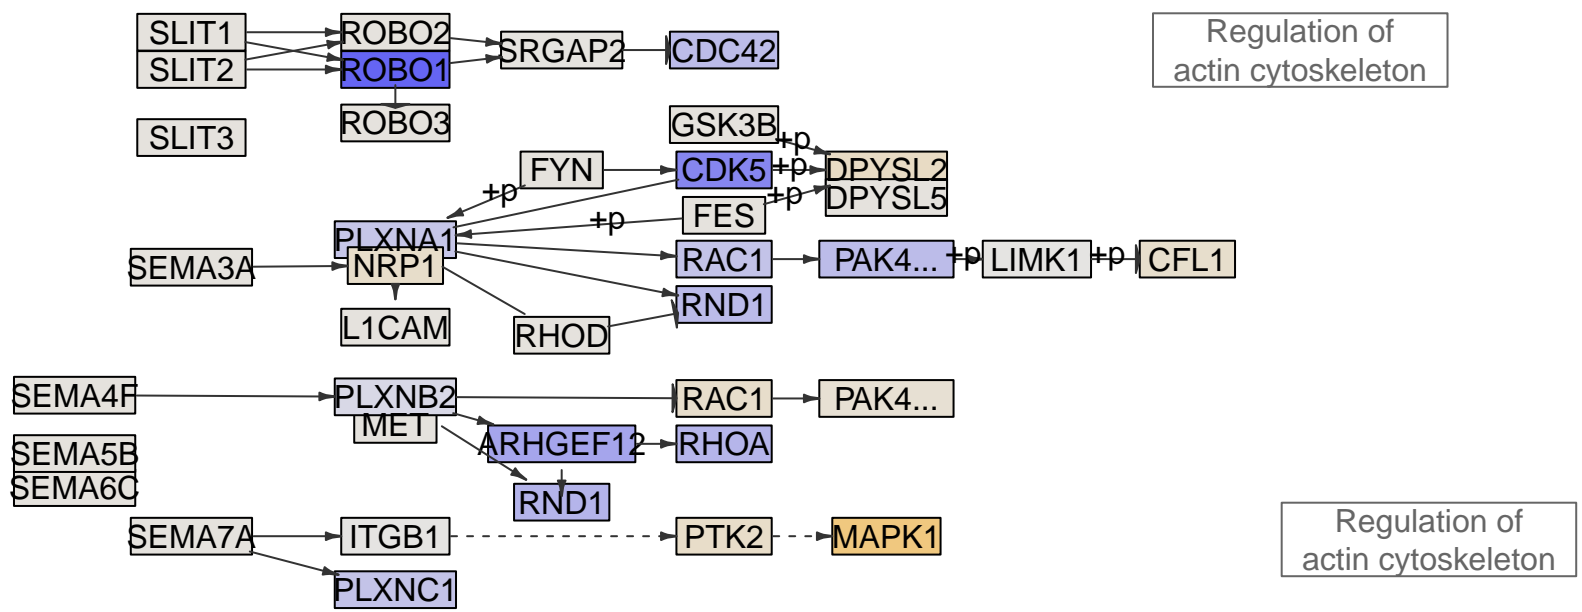 SLIT1
ROBO2
SRGAP2
CDC42
Regulation of
actin cytoskeleton
SLIT2
ROBO1
SLIT3
ROBO3
GSK3B
+p
FYN
CDK5
+p
DPYSL2
+p
FES
+p
DPYSL5
PLXNA1
+p
SEMA3A
NRP1
RAC1
PAK4...
+p
LIMK1
+p
CFL1
RND1
L1CAM
RHOD
SEMA4F
PLXNB2
RAC1
PAK4...
MET
SEMA5B
ARHGEF12
RHOA
SEMA6C
RND1
SEMA7A
ITGB1
PTK2
MAPK1
Regulation of
actin cytoskeleton
PLXNC1